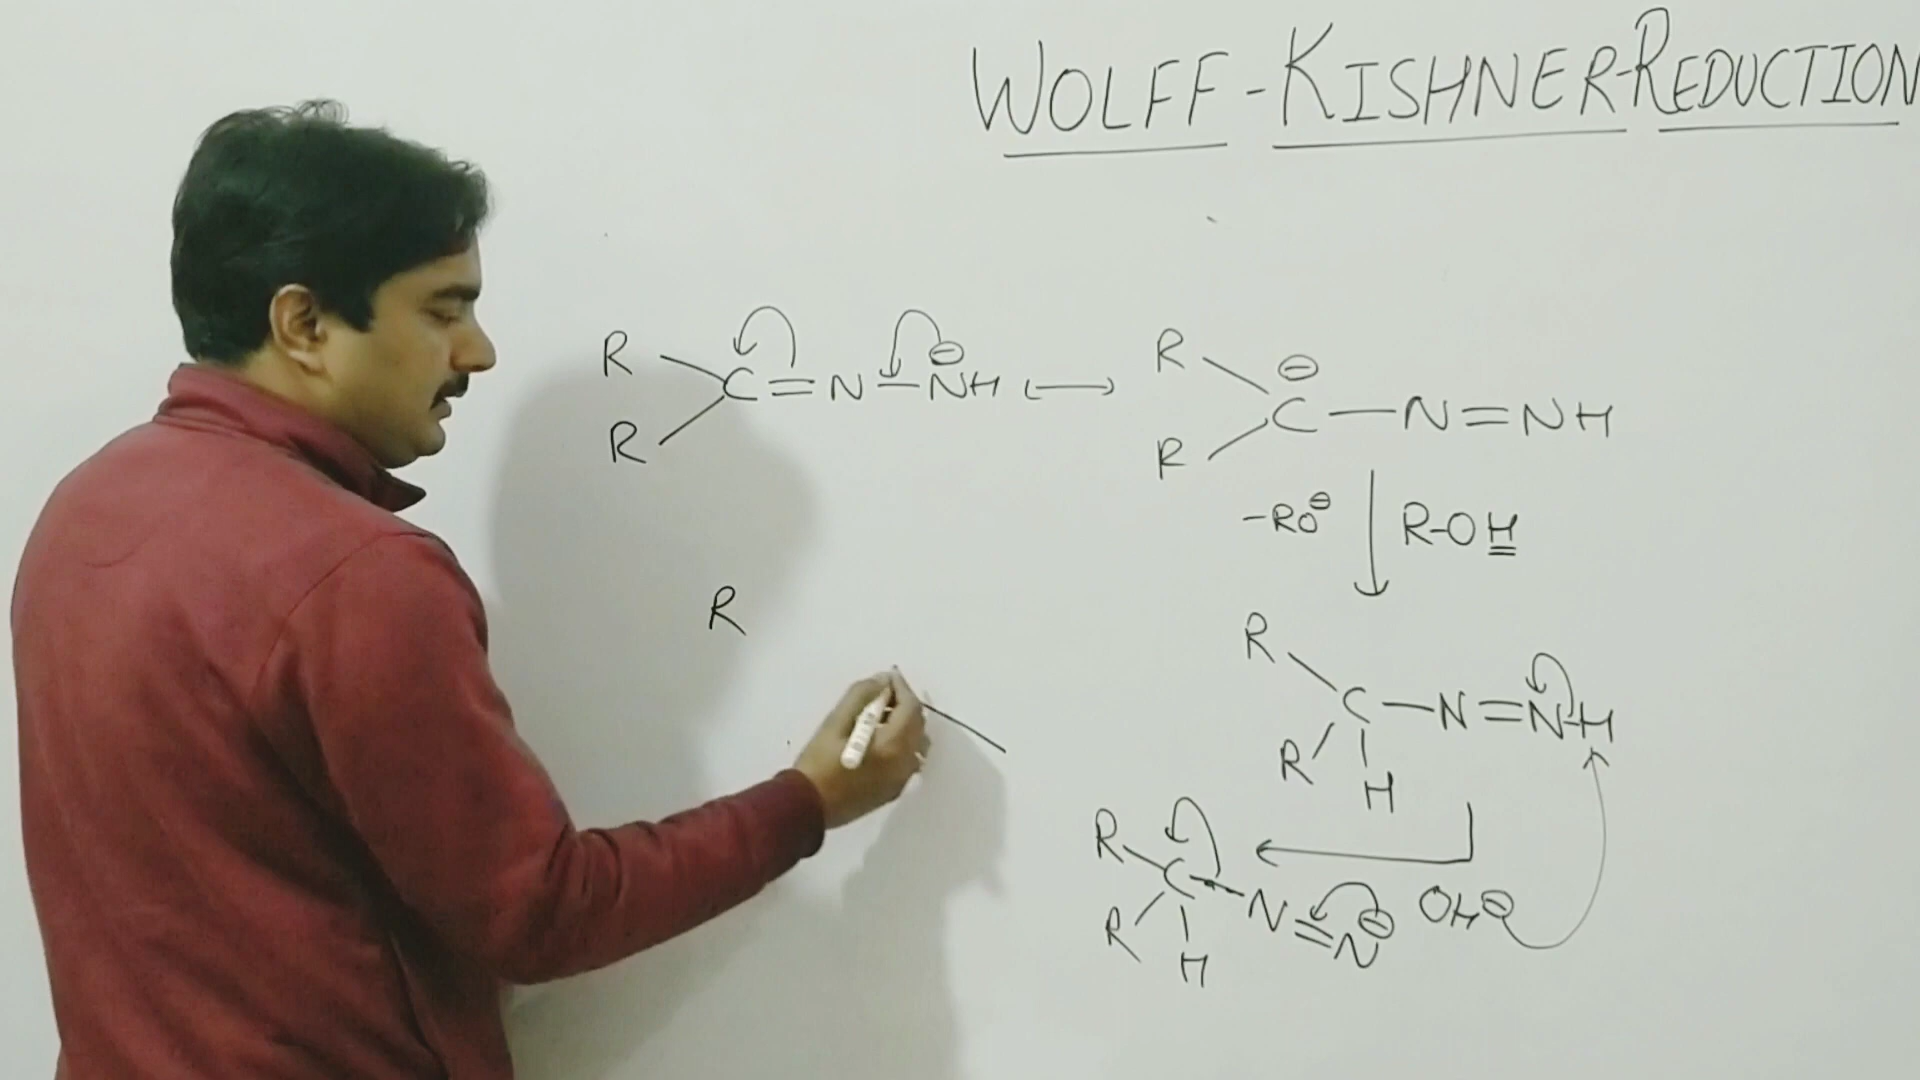 WOLFF-KISHNER-REDUCTION
R R
C=N-NH ⟷ C-N=NH
⊖ ⊖
R R
-RO⊖ R-OH
R
R
C-N=N-H
R H
R
C-N=N⊖ OH⊖
R H